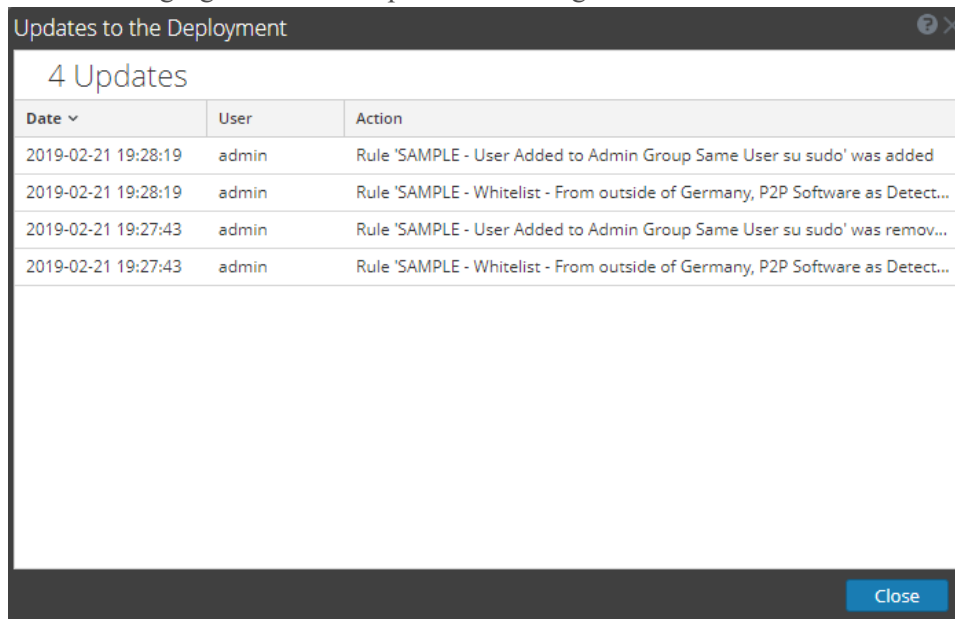 Updates to the Deployment
4 Updates
Date User Action
2019-02-21 19:28:19 admin Rule 'SAMPLE - User Added to Admin Group Same User su sudo' was added
2019-02-21 19:28:19 admin Rule 'SAMPLE - Whitelist - From outside of Germany, P2P Software as Detect...
2019-02-21 19:27:43 admin Rule 'SAMPLE - User Added to Admin Group Same User su sudo' was remov...
2019-02-21 19:27:43 admin Rule 'SAMPLE - Whitelist - From outside of Germany, P2P Software as Detect...
Close